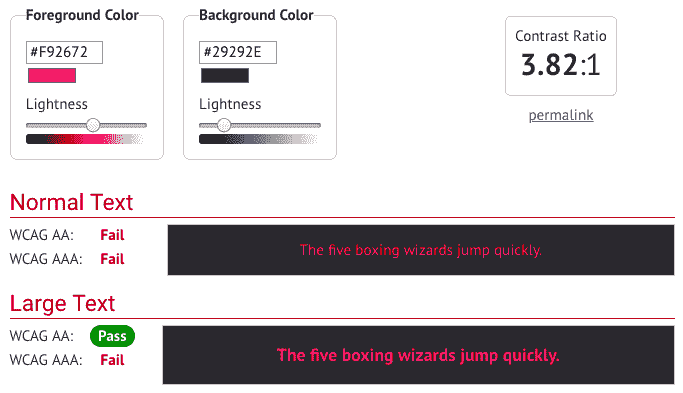 Foreground Color
Background Color
#F92672
#29292E
Contrast Ratio
3.82:1
Lightness
Lightness
permalink
Normal Text
WCAG AA: Fail
WCAG AAA: Fail
The five boxing wizards jump quickly.
Large Text
WCAG AA: Pass
WCAG AAA: Fail
The five boxing wizards jump quickly.